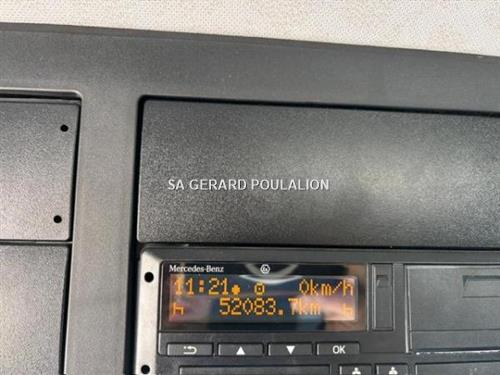 SA GERARD POULALION
Mercedes-Benz
11:21 0km/h
52083.7km
OK